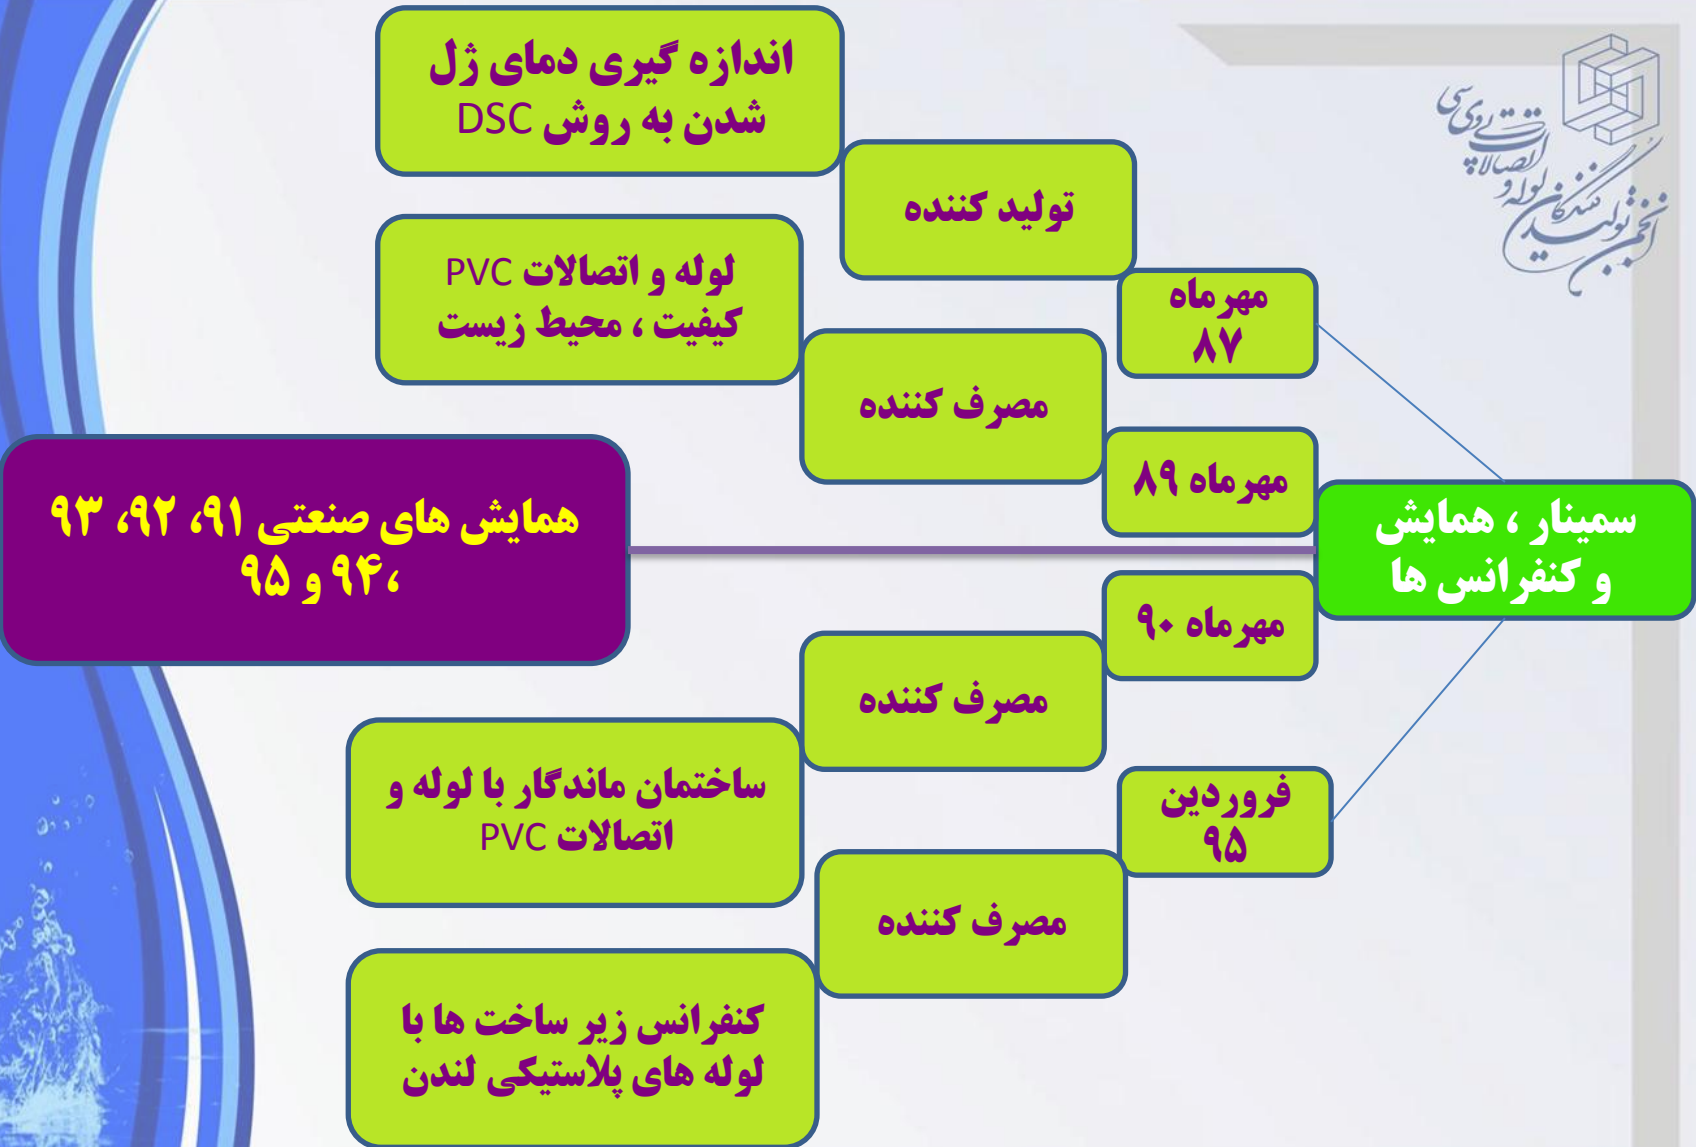 اندازه گیری دمای ژل
شدن به روش DSC
تولید کننده
مهرماه
۸۷
لوله و اتصالات PVC
کیفیت ، محیط زیست
مصرف کننده
مهرماه ۸۹
سمینار ، همایش
و کنفرانس ها
همایش های صنعتی ۹۱، ۹۲، ۹۳
،۹۴ و ۹۵
مهرماه ۹۰
مصرف کننده
ساختمان ماندگار با لوله و
اتصالات PVC
فروردین
۹۵
مصرف کننده
کنفرانس زیر ساخت ها با
لوله های پلاستیکی لندن
انجمن تولید کنندگان
لوله و
اتصالات پی وی سی